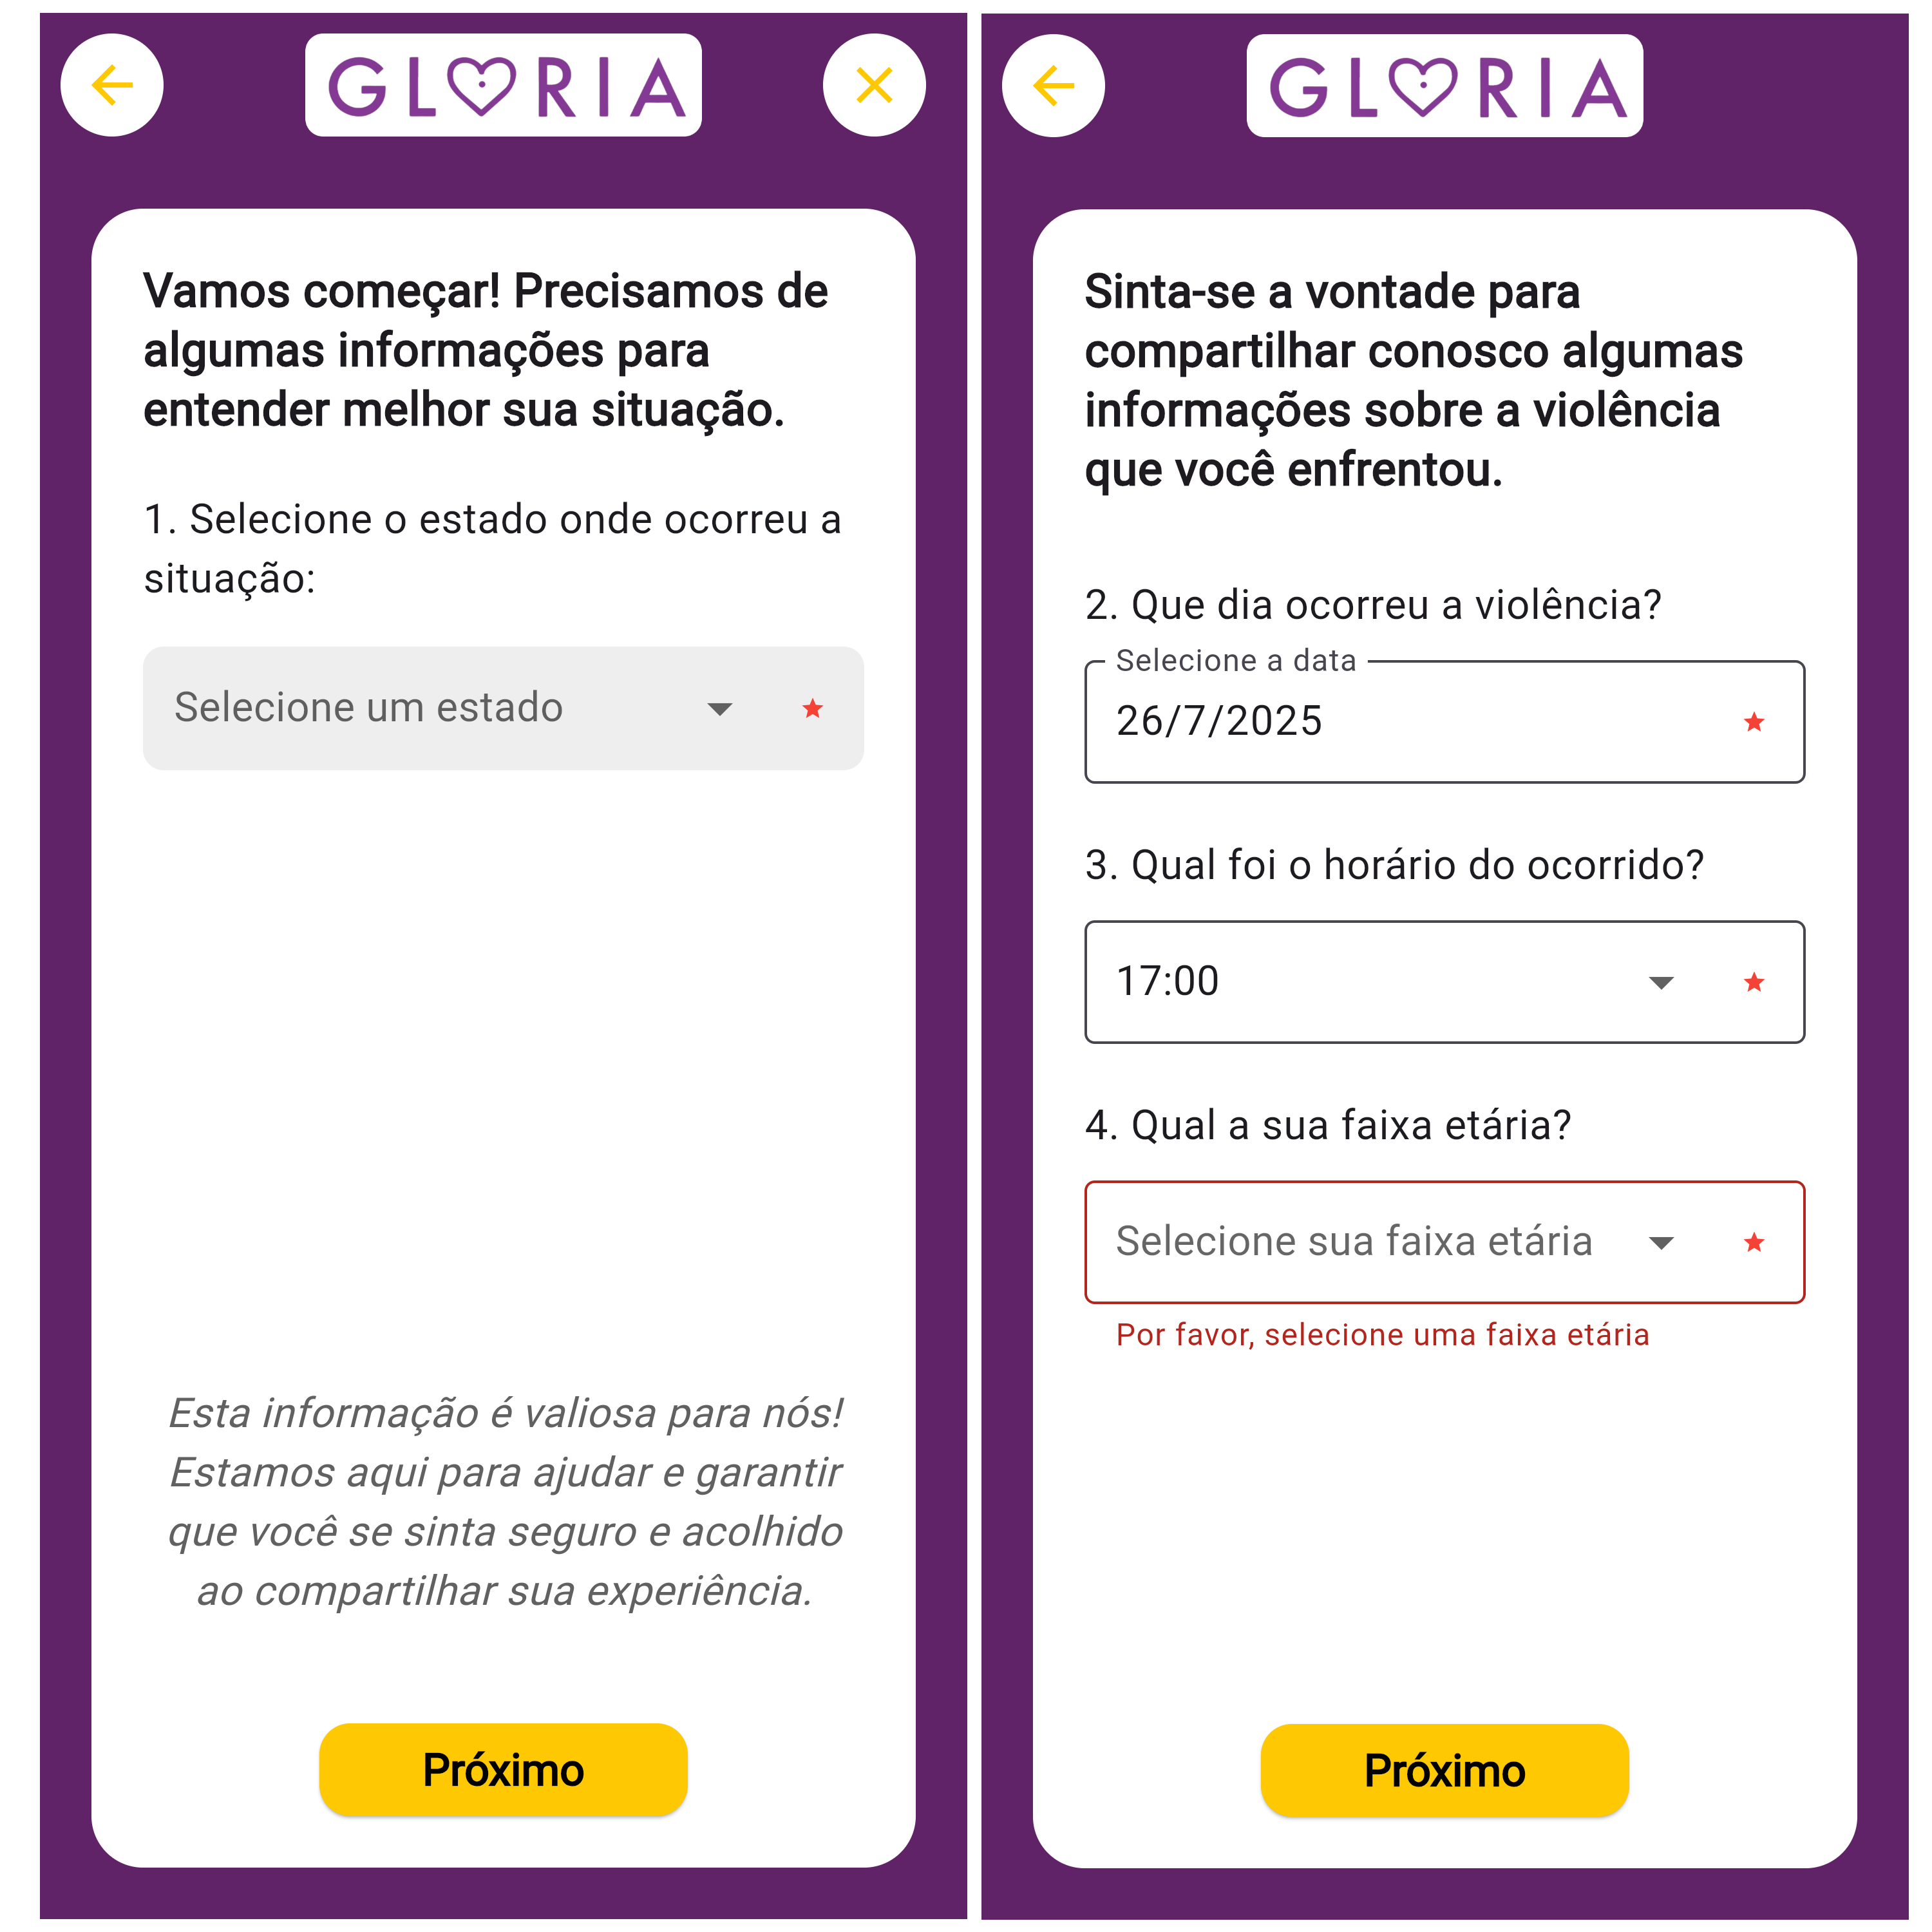 GLORIA
Vamos começar! Precisamos de
algumas informações para
entender melhor sua situação.
1. Selecione o estado onde ocorreu a
situação:
Selecione um estado
Esta informação é valiosa para nós!
Estamos aqui para ajudar e garantir
que você se sinta seguro e acolhido
ao compartilhar sua experiência.
Próximo
GLORIA
Sinta-se a vontade para
compartilhar conosco algumas
informações sobre a violência
que você enfrentou.
2. Que dia ocorreu a violência?
Selecione a data
26/7/2025
3. Qual foi o horário do ocorrido?
17:00
4. Qual a sua faixa etária?
Selecione sua faixa etária
Por favor, selecione uma faixa etária
Próximo